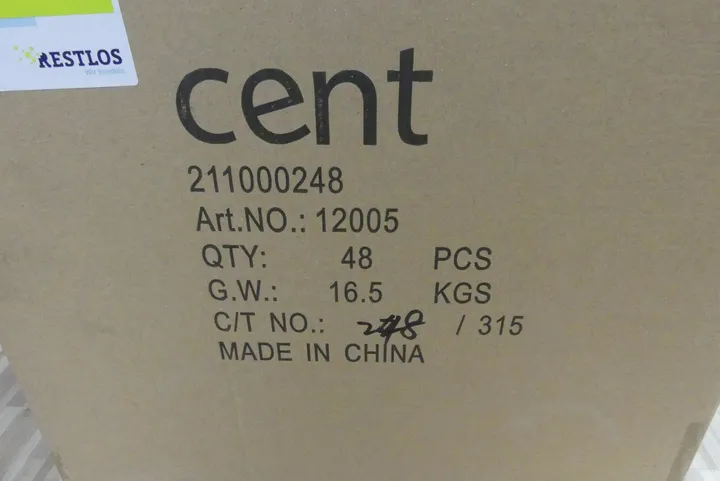 RESTLOS
cent
211000248
Art.NO.: 12005
QTY: 48 PCS
G.W.: 16.5 KGS
C/T NO.: 248 / 315
MADE IN CHINA